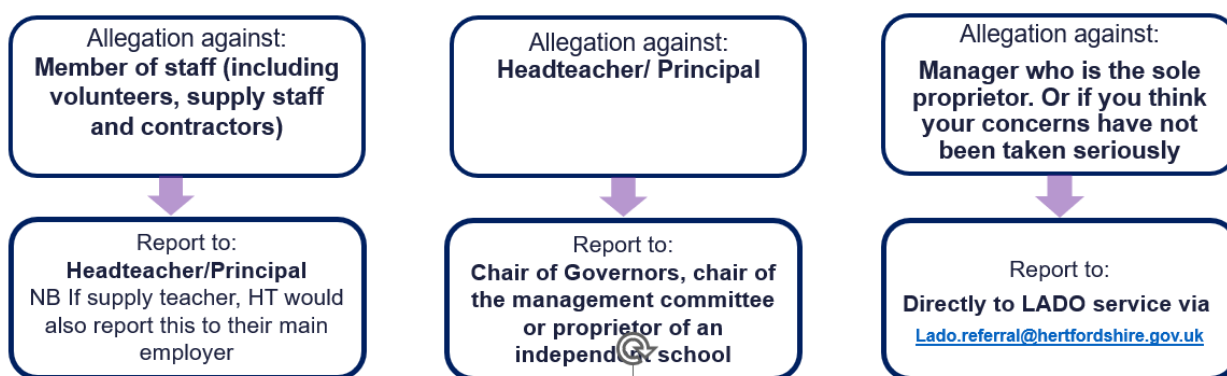 Allegation against:
Member of staff (including
volunteers, supply staff
and contractors)
Report to:
Headteacher/Principal
NB If supply teacher, HT would
also report this to their main
employer
Allegation against:
Headteacher/ Principal
Report to:
Chair of Governors, chair of
the management committee
or proprietor of an
independent school
Allegation against:
Manager who is the sole
proprietor. Or if you think
your concerns have not
been taken seriously
Report to:
Directly to LADO service via
Lado.referral@hertfordshire.gov.uk